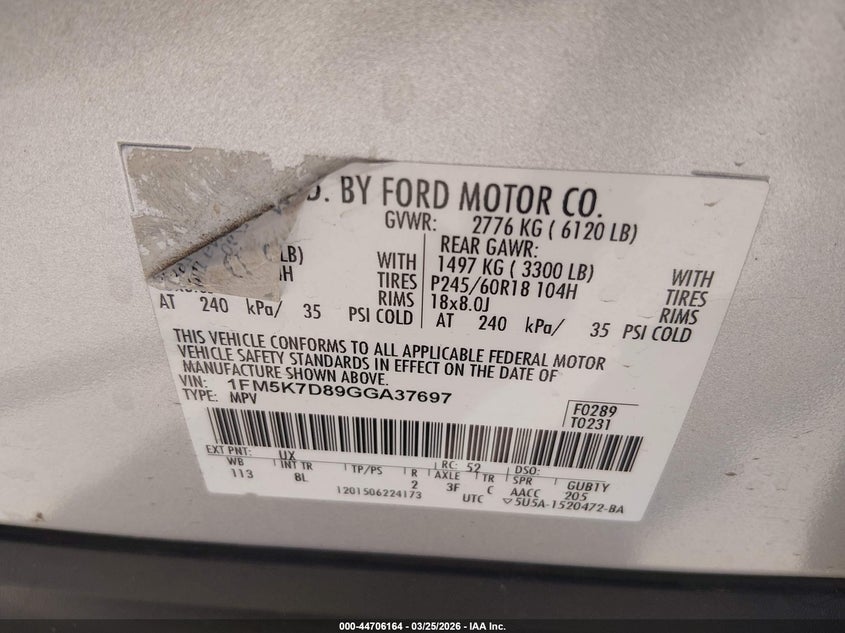 D. BY FORD MOTOR CO.
GVWR: 2776 KG ( 6120 LB)
LB) WITH
H TIRES
RIMS
AT 240 kPa/ 35 PSI COLD
REAR GAWR:
1497 KG ( 3300 LB) WITH
P245/60R18 104H TIRES
18x8.0J RIMS
AT 240 kPa/ 35 PSI COLD
THIS VEHICLE CONFORMS TO ALL APPLICABLE FEDERAL MOTOR
VEHICLE SAFETY STANDARDS IN EFFECT ON THE DATE OF
MANUFACTURE SHOWN ABOVE.
VIN: 1FM5K7D89GGA37697
TYPE: MPV
F0289
T0231
EXT PNT: UX RC: 52 DSO:
WB INT TR TP/PS R AXLE TR SPR GUB1Y
113 8L 2 3F C AACC 205
1201506224173 UTC ▽5U5A-1520472-BA
000-44706164 - 03/25/2026 - IAA Inc.